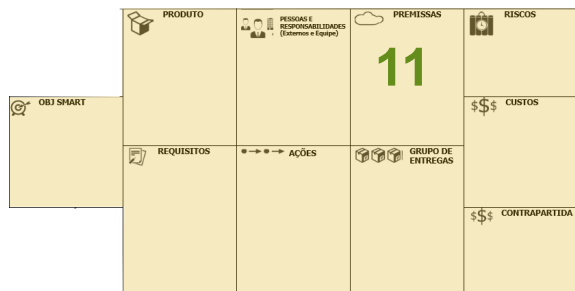 PRODUTO
PESSOAS E
RESPONSABILIDADES
(Externos e Equipe)
PREMISSAS
11
RISCOS
OBJ SMART
$$$ CUSTOS
REQUISITOS
AÇÕES
GRUPO DE
ENTREGAS
$$$ CONTRAPARTIDA